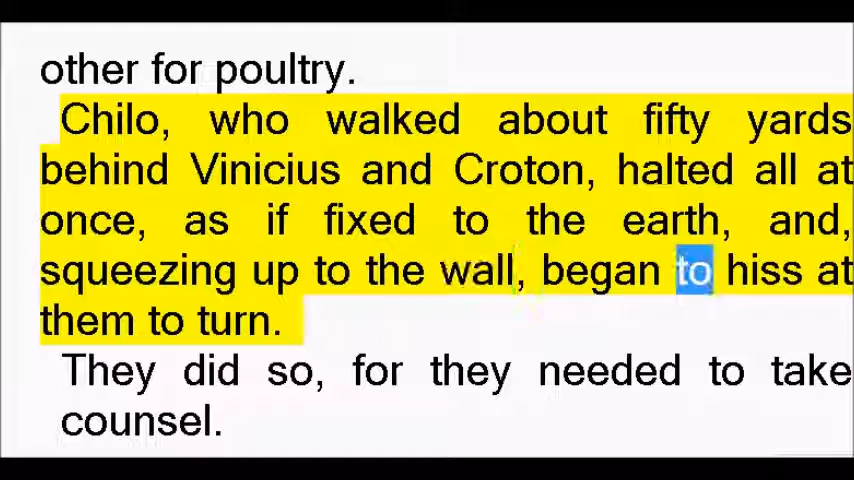 other for poultry.
Chilo, who walked about fifty yards
behind Vinicius and Croton, halted all at
once, as if fixed to the earth, and,
squeezing up to the wall, began to hiss at
them to turn.
They did so, for they needed to take
counsel.